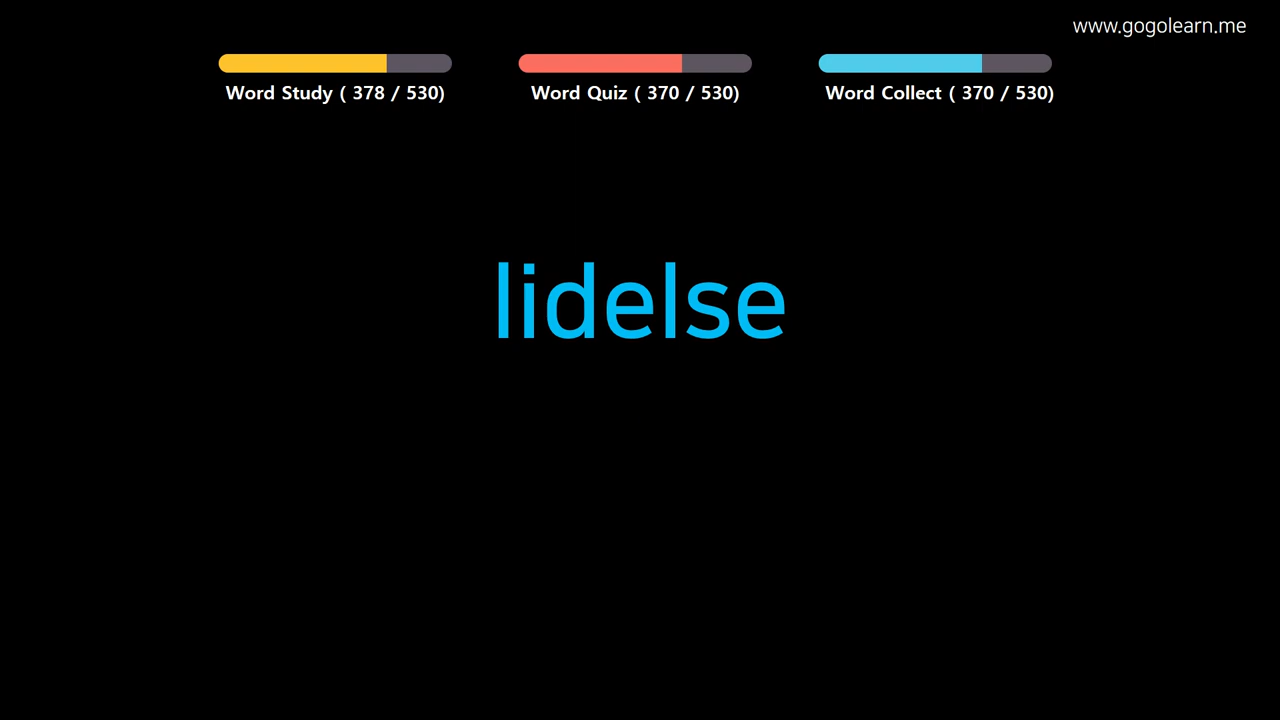 www.gogolearn.me
Word Study ( 378 / 530)
Word Quiz ( 370 / 530)
Word Collect ( 370 / 530)
lidelse